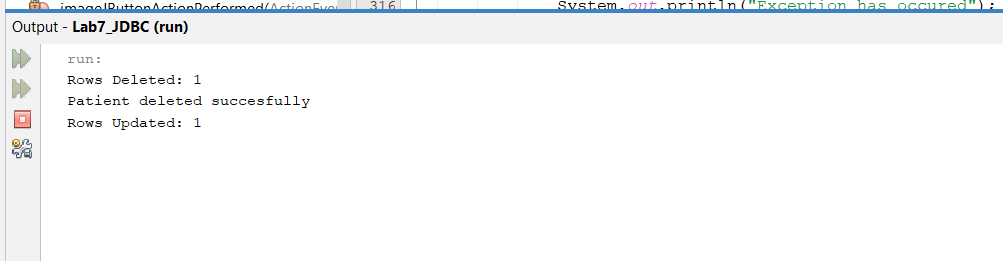 imageJButtonActionPerformed(ActionEve
316 System.out.println("Exception has occured");
Output - Lab7_JDBC (run)
run:
Rows Deleted: 1
Patient deleted succesfully
Rows Updated: 1